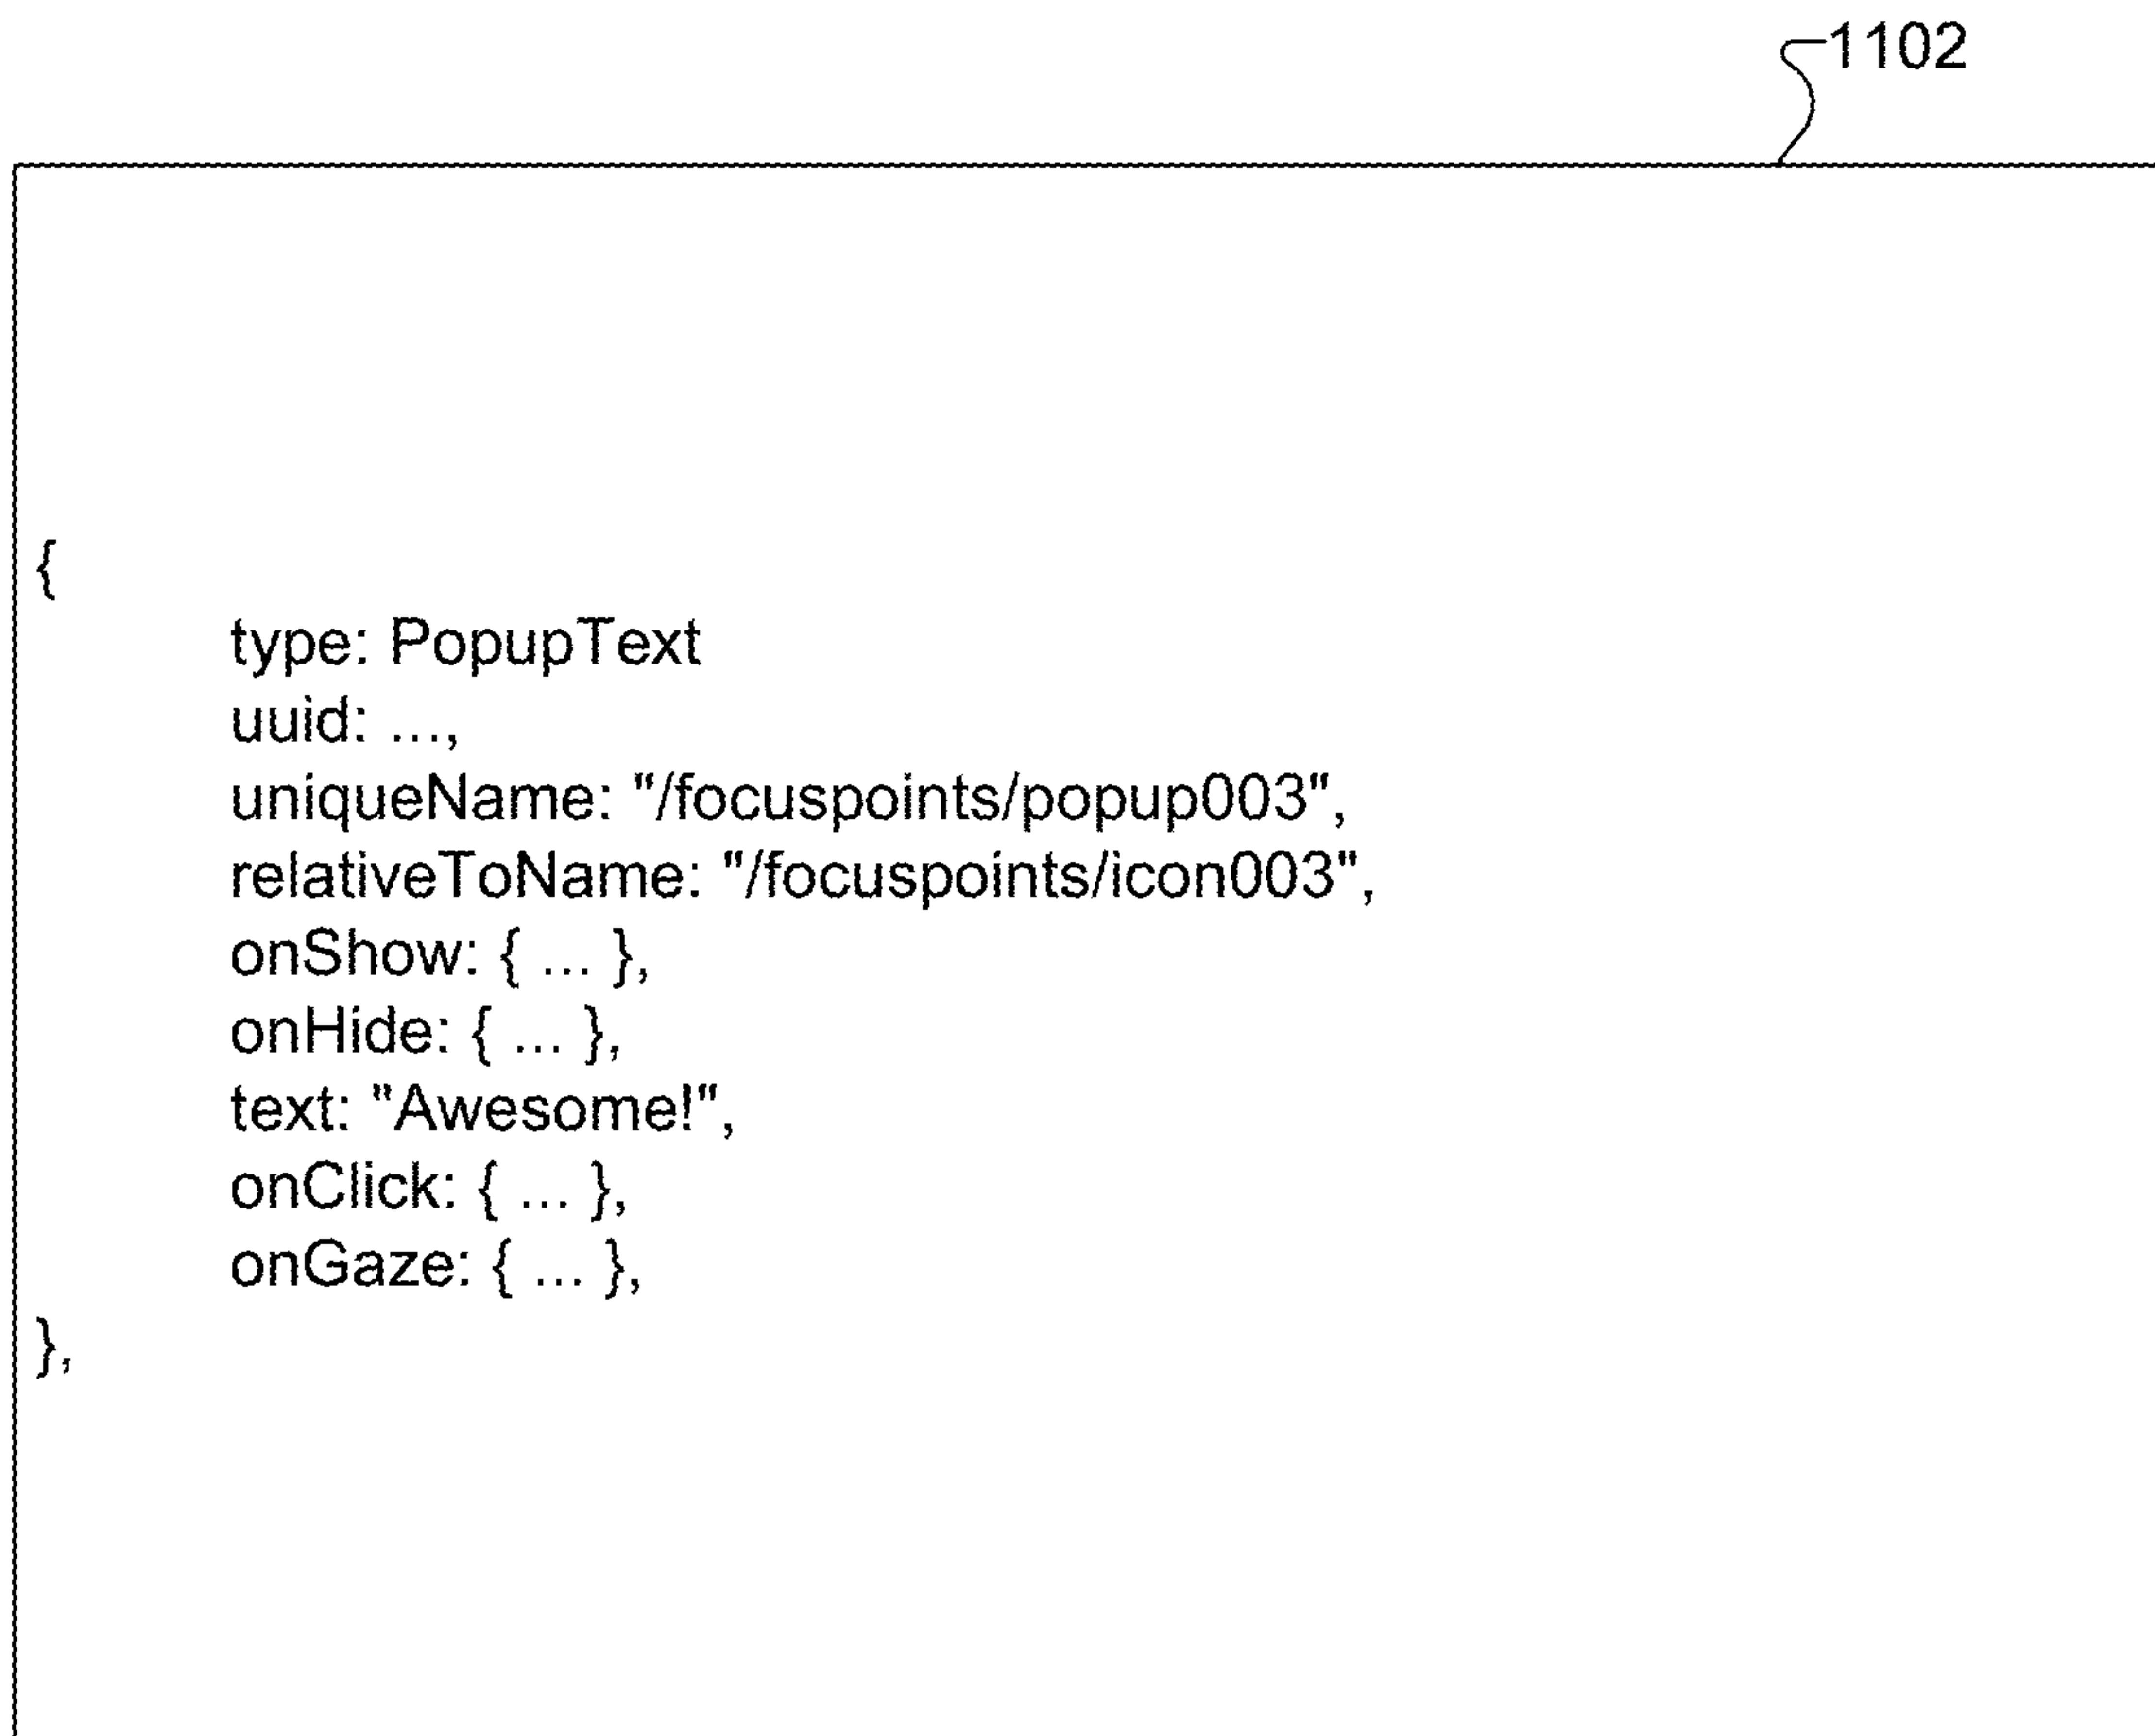 1102
{
type: PopupText
uuid: ...,
uniqueName: "/focuspoints/popup003",
relativeToName: "/focuspoints/icon003",
onShow: { ... },
onHide: { ... },
text: "Awesome!",
onClick: { ... },
onGaze: { ... },
},